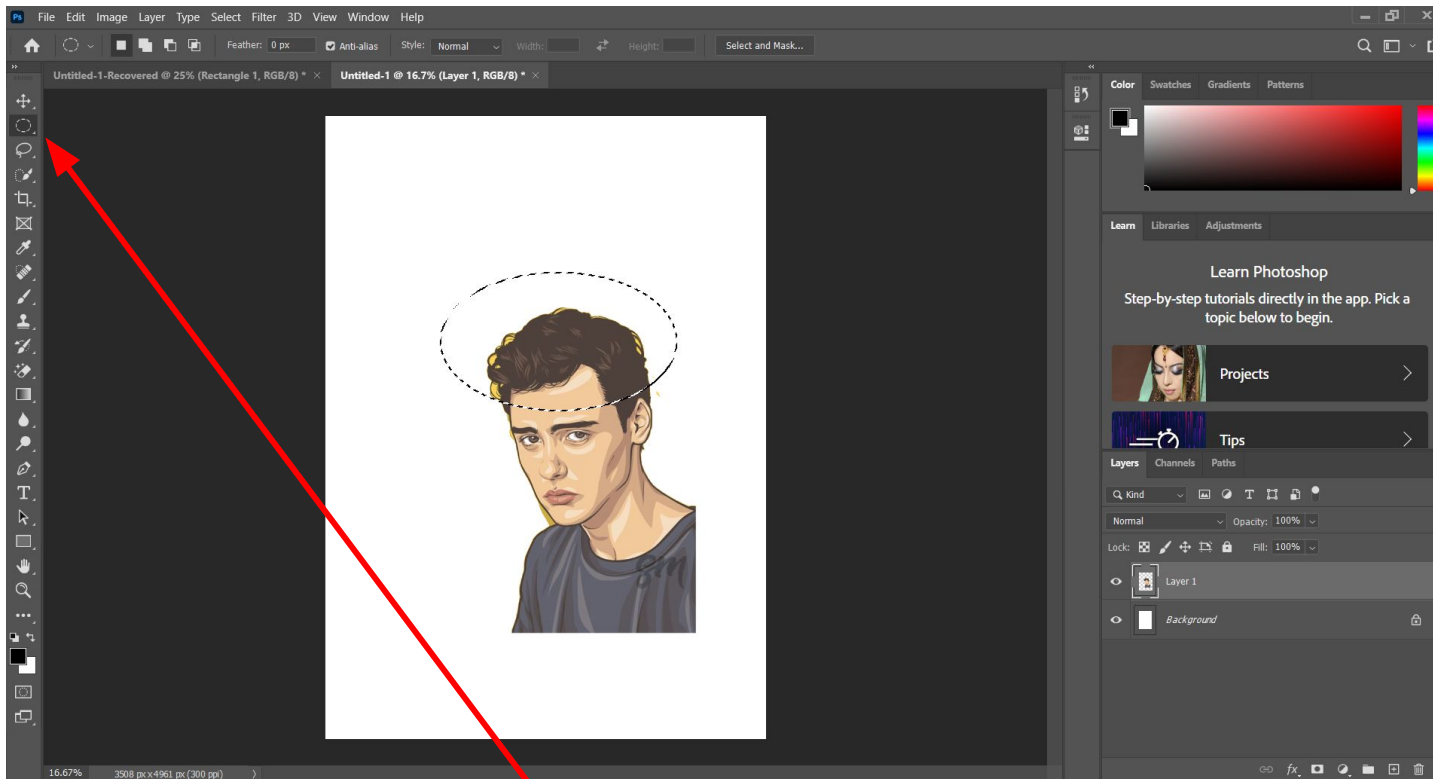 Ps File Edit Image Layer Type Select Filter 3D View Window Help
Feather: 0 px Anti-alias Style: Normal Width: Height: Select and Mask...
Untitled-1-Recovered @ 25% (Rectangle 1, RGB/8) * × Untitled-1 @ 16.7% (Layer 1, RGB/8) * ×
Color Swatches Gradients Patterns
Learn Libraries Adjustments
Learn Photoshop
Step-by-step tutorials directly in the app. Pick a
topic below to begin.
Projects
Tips
Layers Channels Paths
Kind
Normal Opacity: 100%
Lock: Fill: 100%
Layer 1
Background
16.67% 3508 px x 4961 px (300 ppi)